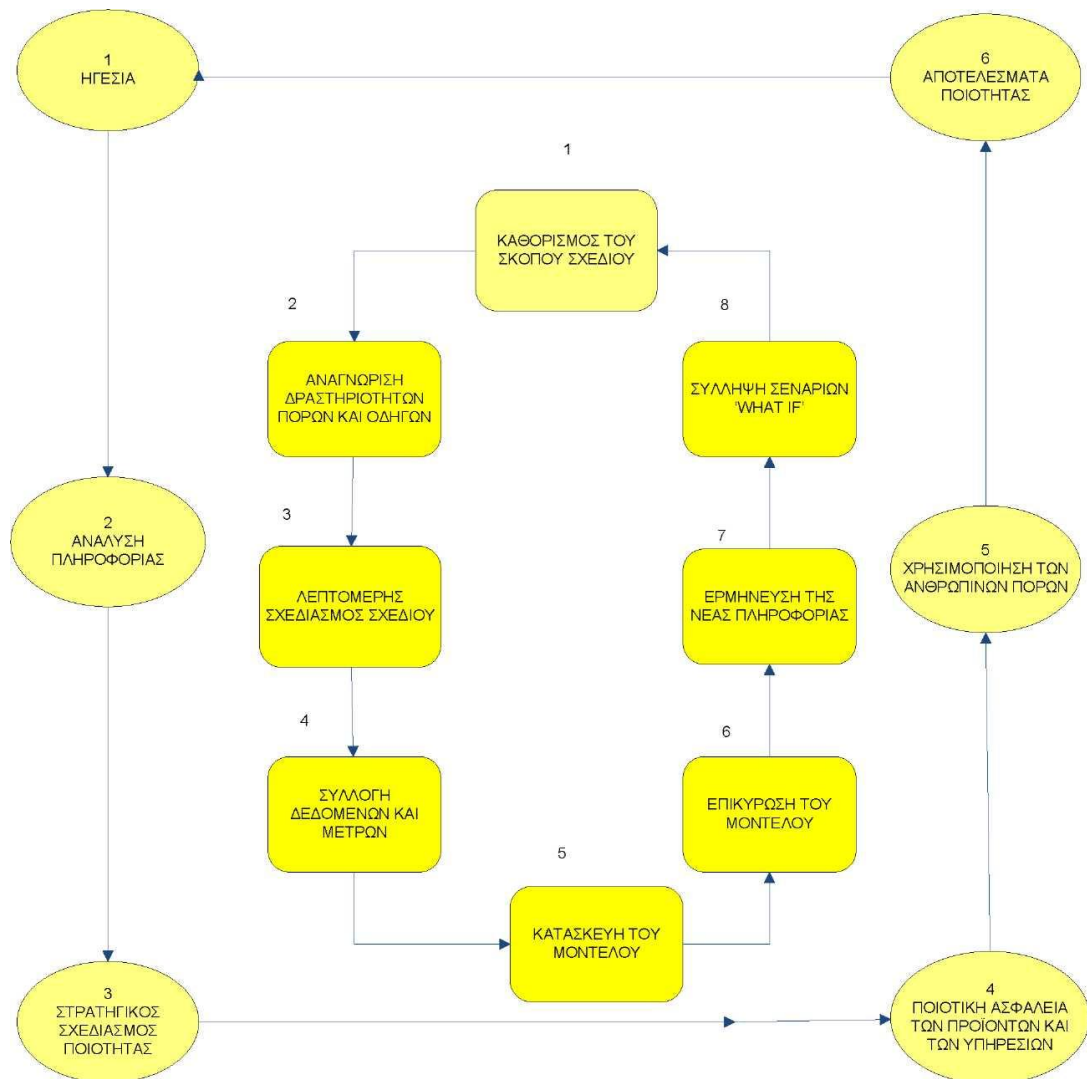 1
ΗΓΕΣΙΑ
6
ΑΠΟΤΕΛΕΣΜΑΤΑ
ΠΟΙΟΤΗΤΑΣ
1
ΚΑΘΟΡΙΣΜΟΣ ΤΟΥ
ΣΚΟΠΟΥ ΣΧΕΔΙΟΥ
2
ΑΝΑΓΝΩΡΙΣΗ
ΔΡΑΣΤΗΡΙΟΤΗΤΩΝ
ΠΟΡΩΝ ΚΑΙ ΟΔΗΓΩΝ
8
ΣΥΛΛΗΨΗ ΣΕΝΑΡΙΩΝ
'WHAT IF'
2
ΑΝΑΛΥΣΗ
ΠΛΗΡΟΦΟΡΙΑΣ
3
ΛΕΠΤΟΜΕΡΗΣ
ΣΧΕΔΙΑΣΜΟΣ ΣΧΕΔΙΟΥ
7
ΕΡΜΗΝΕΥΣΗ ΤΗΣ
ΝΕΑΣ ΠΛΗΡΟΦΟΡΙΑΣ
5
ΧΡΗΣΙΜΟΠΟΙΗΣΗ ΤΩΝ
ΑΝΘΡΩΠΙΝΩΝ ΠΟΡΩΝ
4
ΣΥΛΛΟΓΗ
ΔΕΔΟΜΕΝΩΝ ΚΑΙ
ΜΕΤΡΩΝ
6
ΕΠΙΚΥΡΩΣΗ ΤΟΥ
ΜΟΝΤΕΛΟΥ
5
ΚΑΤΑΣΚΕΥΗ ΤΟΥ
ΜΟΝΤΕΛΟΥ
3
ΣΤΡΑΤΗΓΙΚΟΣ
ΣΧΕΔΙΑΣΜΟΣ
ΠΟΙΟΤΗΤΑΣ
4
ΠΟΙΟΤΙΚΗ ΑΣΦΑΛΕΙΑ
ΤΩΝ ΠΡΟΪΟΝΤΩΝ ΚΑΙ
ΤΩΝ ΥΠΗΡΕΣΙΩΝ